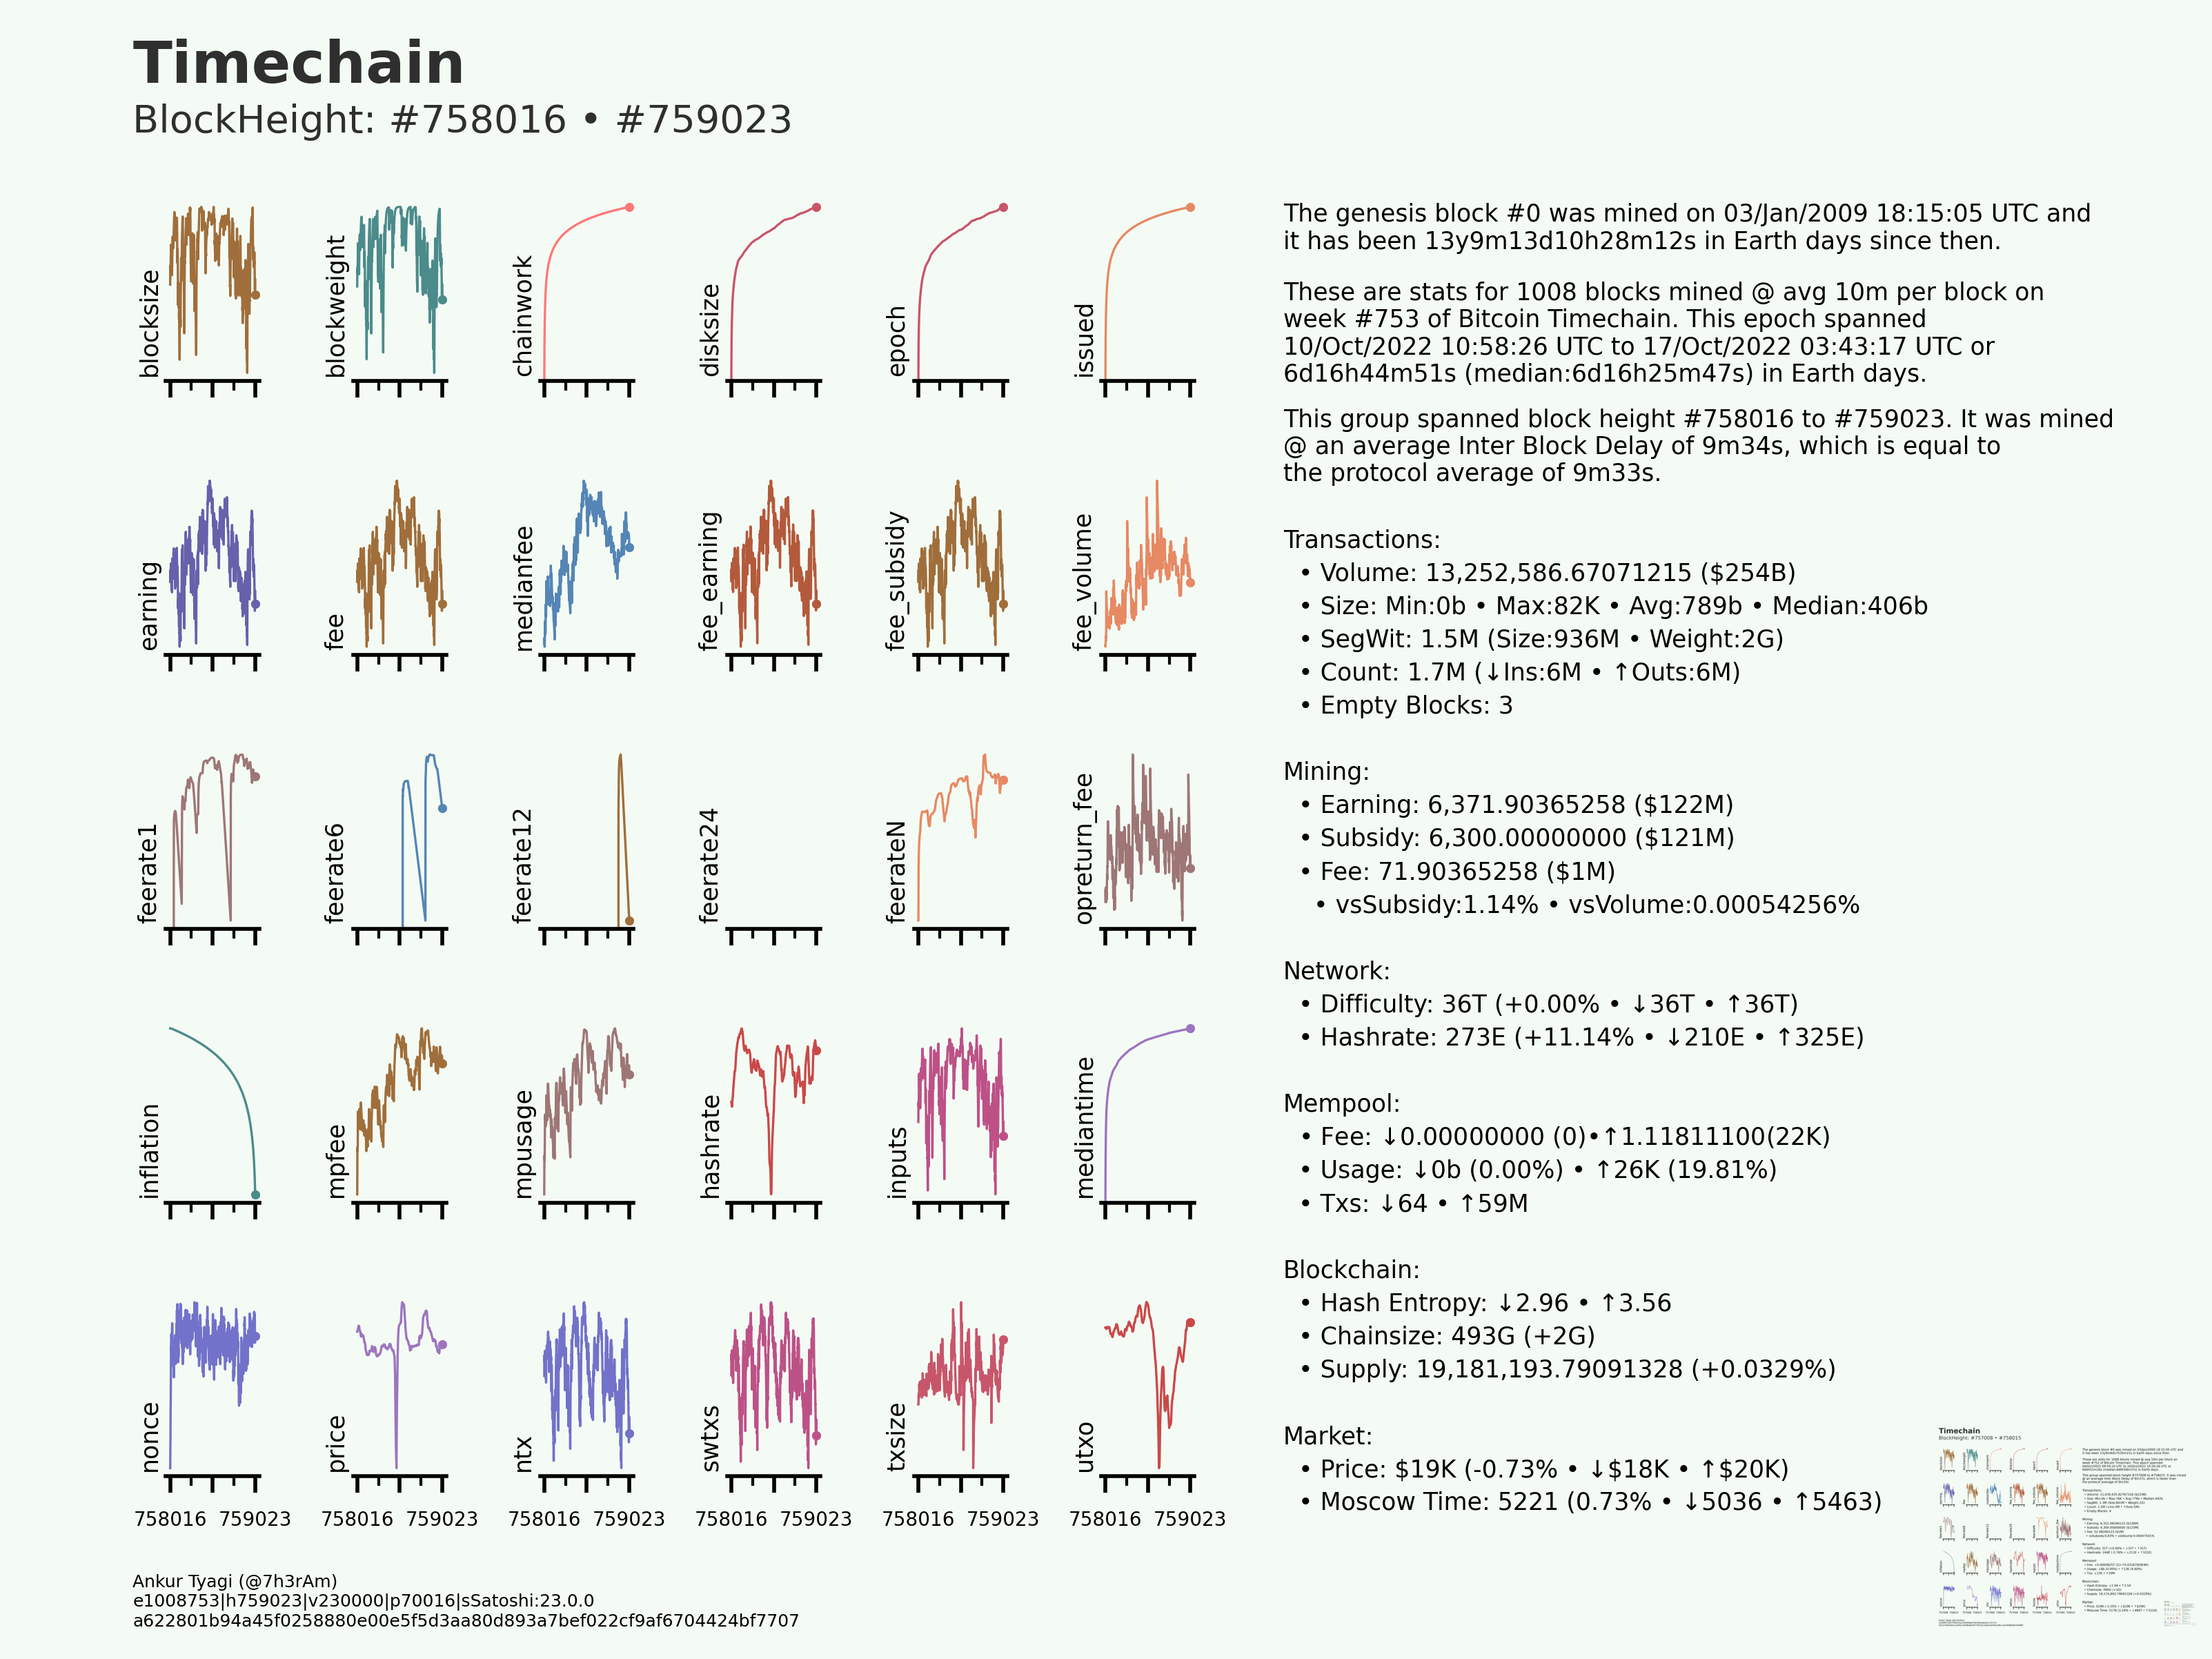 Timechain
BlockHeight: #758016 • #759023
blocksize
blockweight
chainwork
disksize
epoch
issued
earning
fee
medianfee
fee_earning
fee_subsidy
fee_volume
feerate1
feerate6
feerate12
feerate24
feerateN
opreturn_fee
inflation
mpfee
mpusage
hashrate
inputs
mediantime
nonce
price
ntx
swtxs
txsize
utxo
758016 759023 758016 759023 758016 759023 758016 759023 758016 759023 758016 759023
The genesis block #0 was mined on 03/Jan/2009 18:15:05 UTC and
it has been 13y9m13d10h28m12s in Earth days since then.
These are stats for 1008 blocks mined @ avg 10m per block on
week #753 of Bitcoin Timechain. This epoch spanned
10/Oct/2022 10:58:26 UTC to 17/Oct/2022 03:43:17 UTC or
6d16h44m51s (median:6d16h25m47s) in Earth days.
This group spanned block height #758016 to #759023. It was mined
@ an average Inter Block Delay of 9m34s, which is equal to
the protocol average of 9m33s.
Transactions:
• Volume: 13,252,586.67071215 ($254B)
• Size: Min:0b • Max:82K • Avg:789b • Median:406b
• SegWit: 1.5M (Size:936M • Weight:2G)
• Count: 1.7M (↓Ins:6M • ↑Outs:6M)
• Empty Blocks: 3
Mining:
• Earning: 6,371.90365258 ($122M)
• Subsidy: 6,300.00000000 ($121M)
• Fee: 71.90365258 ($1M)
• vsSubsidy:1.14% • vsVolume:0.00054256%
Network:
• Difficulty: 36T (+0.00% • ↓36T • ↑36T)
• Hashrate: 273E (+11.14% • ↓210E • ↑325E)
Mempool:
• Fee: ↓0.00000000 (0)•↑1.11811100(22K)
• Usage: ↓0b (0.00%) • ↑26K (19.81%)
• Txs: ↓64 • ↑59M
Blockchain:
• Hash Entropy: ↓2.96 • ↑3.56
• Chainsize: 493G (+2G)
• Supply: 19,181,193.79091328 (+0.0329%)
Market:
• Price: $19K (-0.73% • ↓$18K • ↑$20K)
• Moscow Time: 5221 (0.73% • ↓5036 • ↑5463)
Ankur Tyagi (@7h3rAm)
e1008753|h759023|v230000|p70016|sSatoshi:23.0.0
a622801b94a45f0258880e00e5f5d3aa80d893a7bef022cf9af6704424bf7707
Timechain
BlockHeight: #757008 • #758015